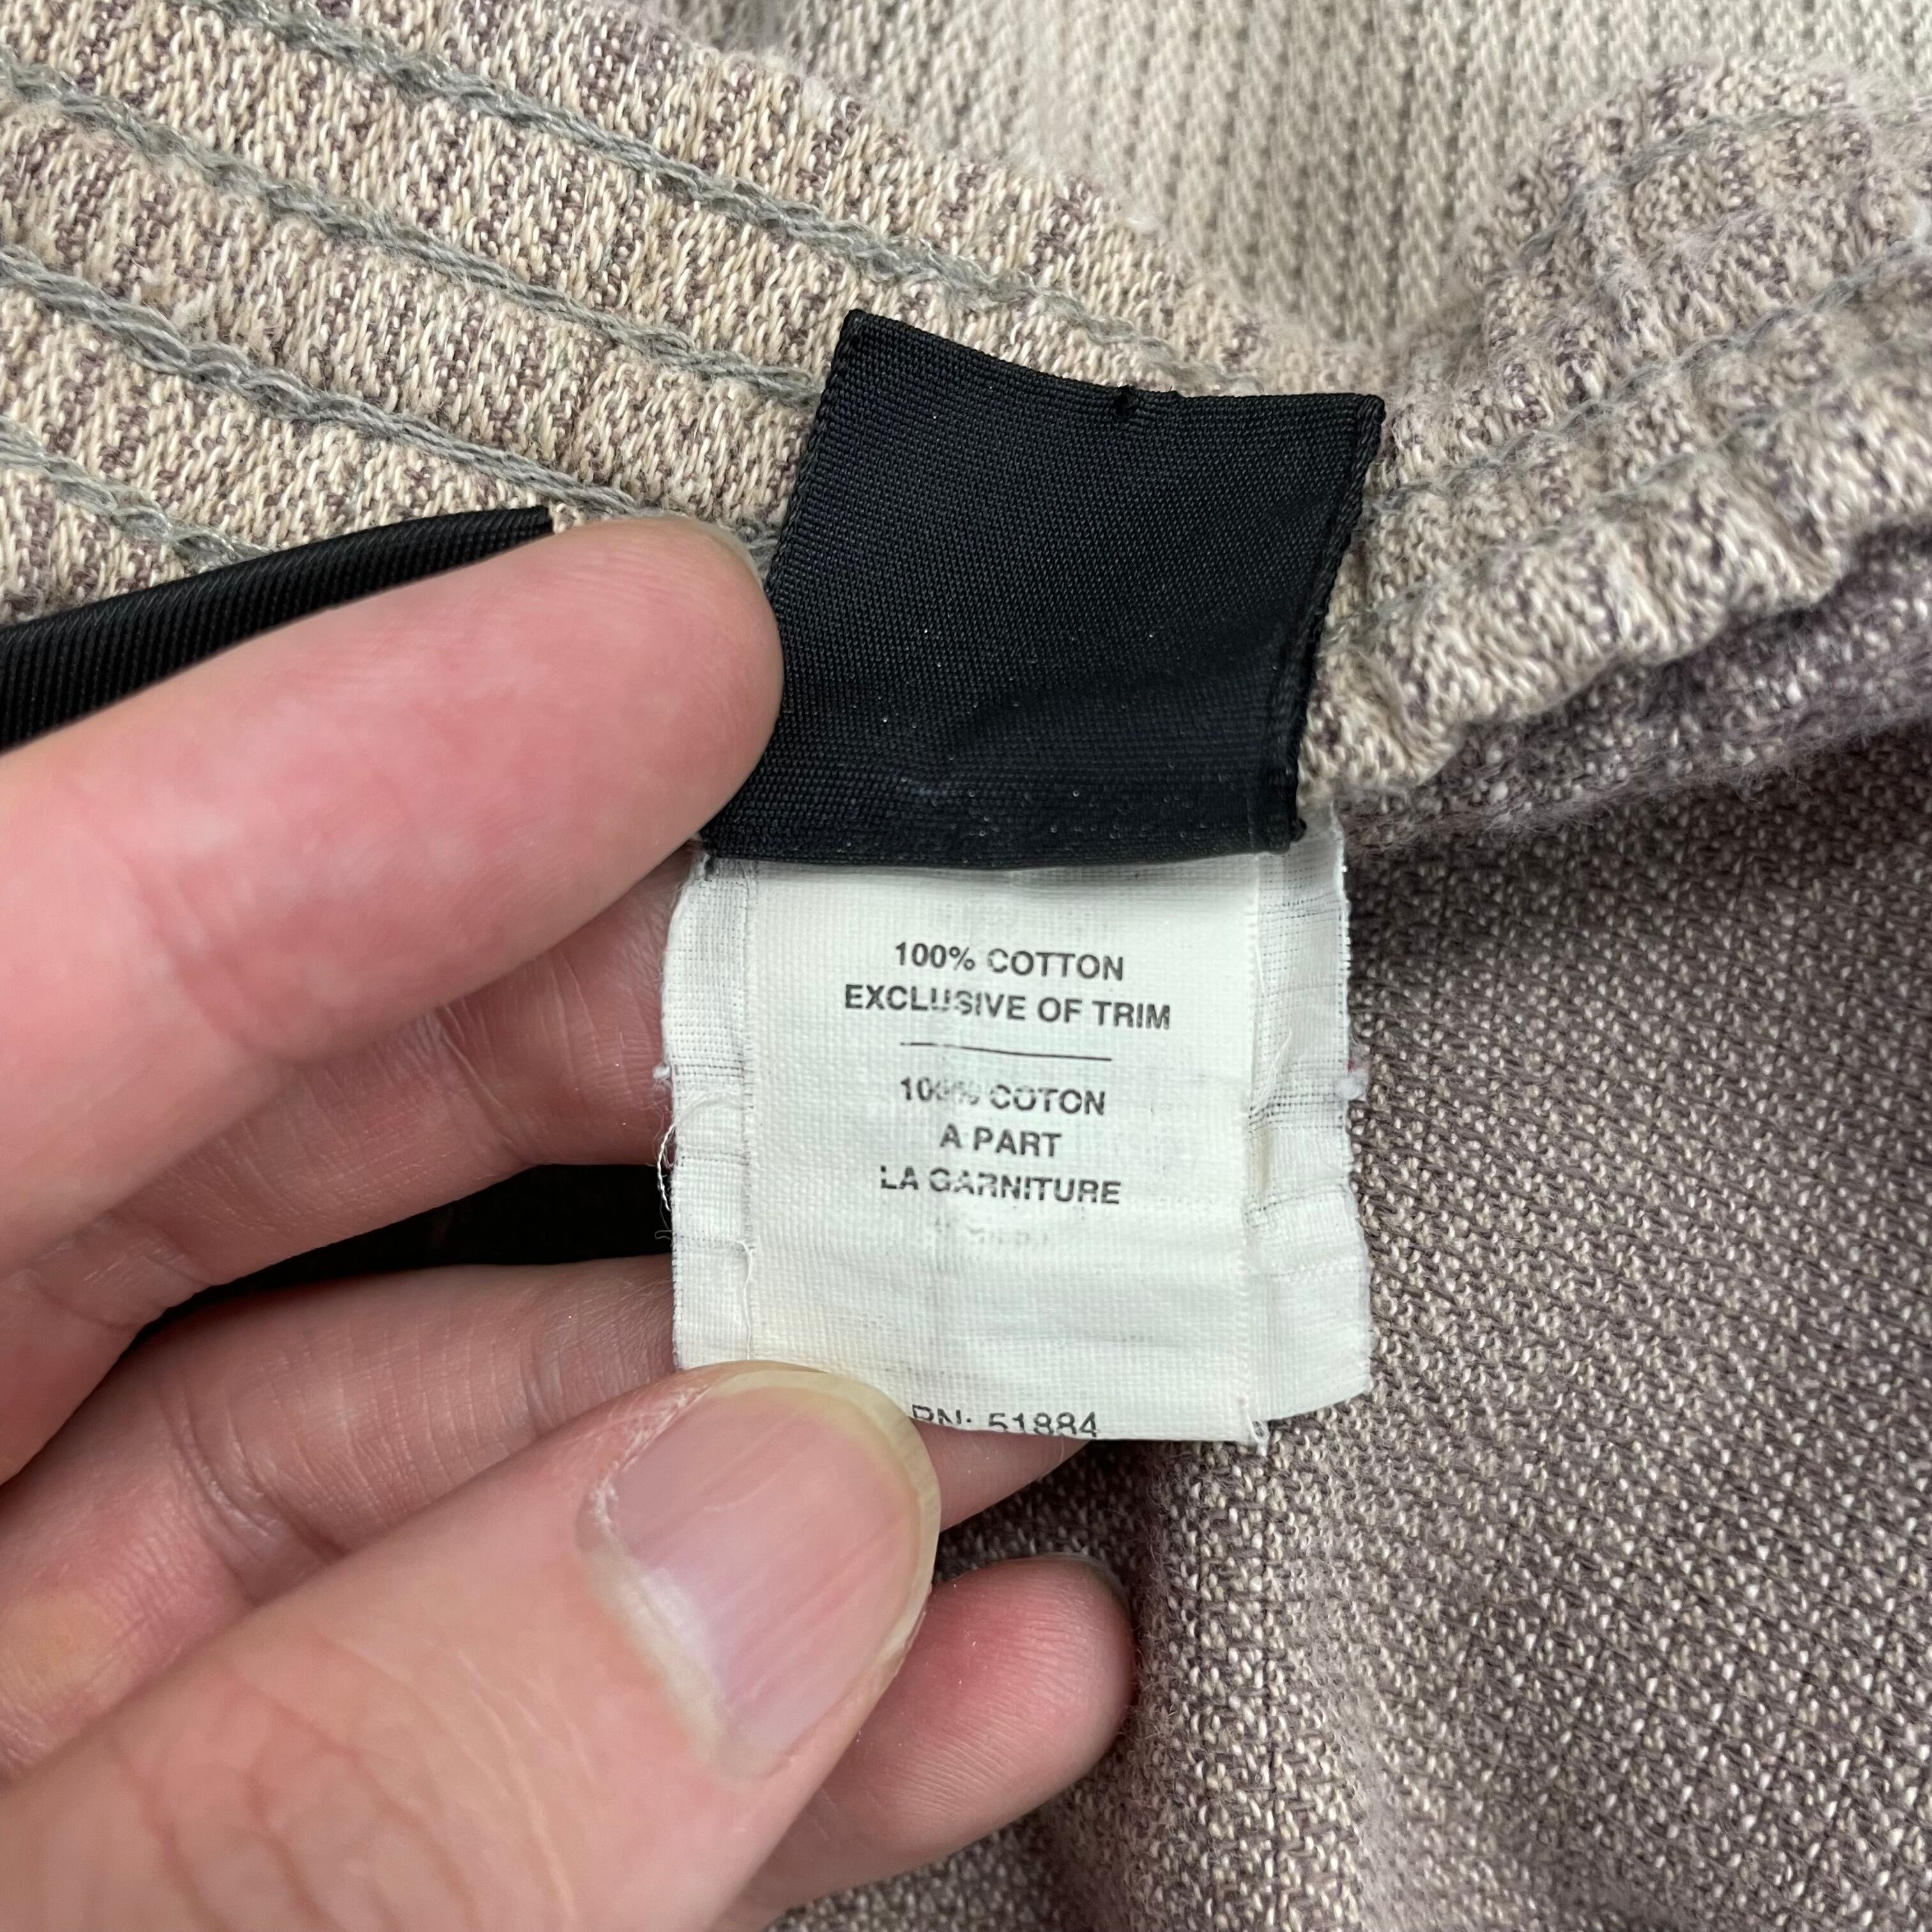 100% COTTON
EXCLUSIVE OF TRIM
100% COTON
A PART
LA GARNITURE
RN: 51884